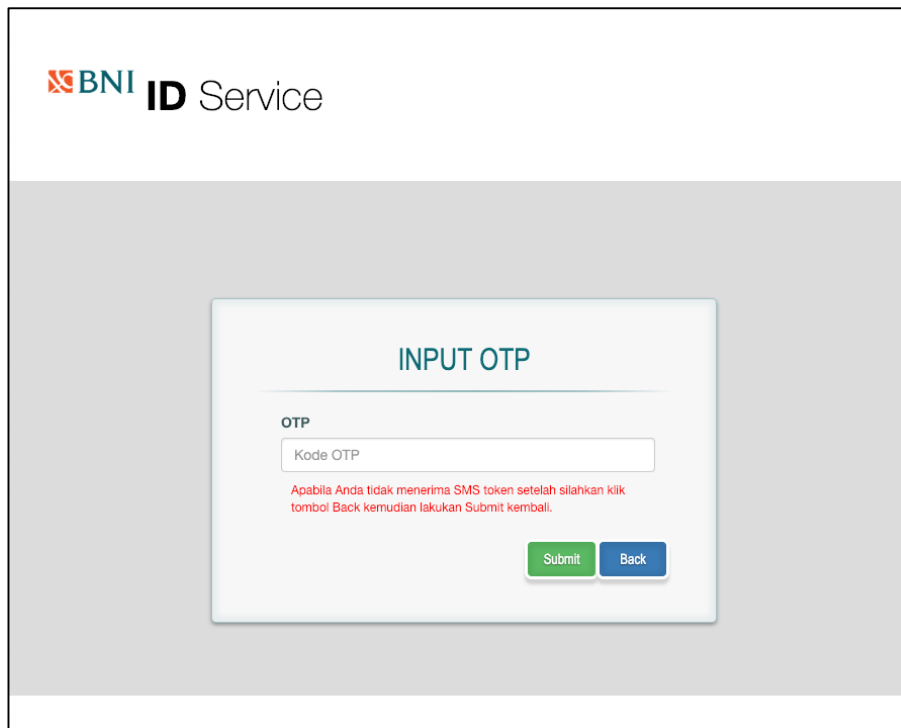 BNI ID Service
INPUT OTP
OTP
Kode OTP
Apabila Anda tidak menerima SMS token setelah silahkan klik
tombol Back kemudian lakukan Submit kembali.
Submit Back